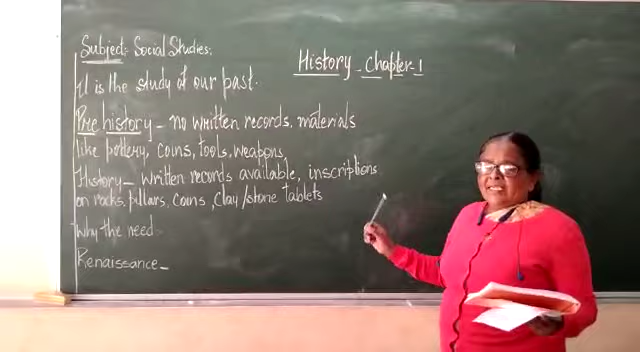 Subject:- Social Studies.
History - Chapter-1
It is the study of our past.
Pre history - no written records. materials
like pottery, coins, tools, weapons
History - written records available, inscriptions
on rocks, pillars, coins, clay/stone tablets
Why the need
Renaissance -